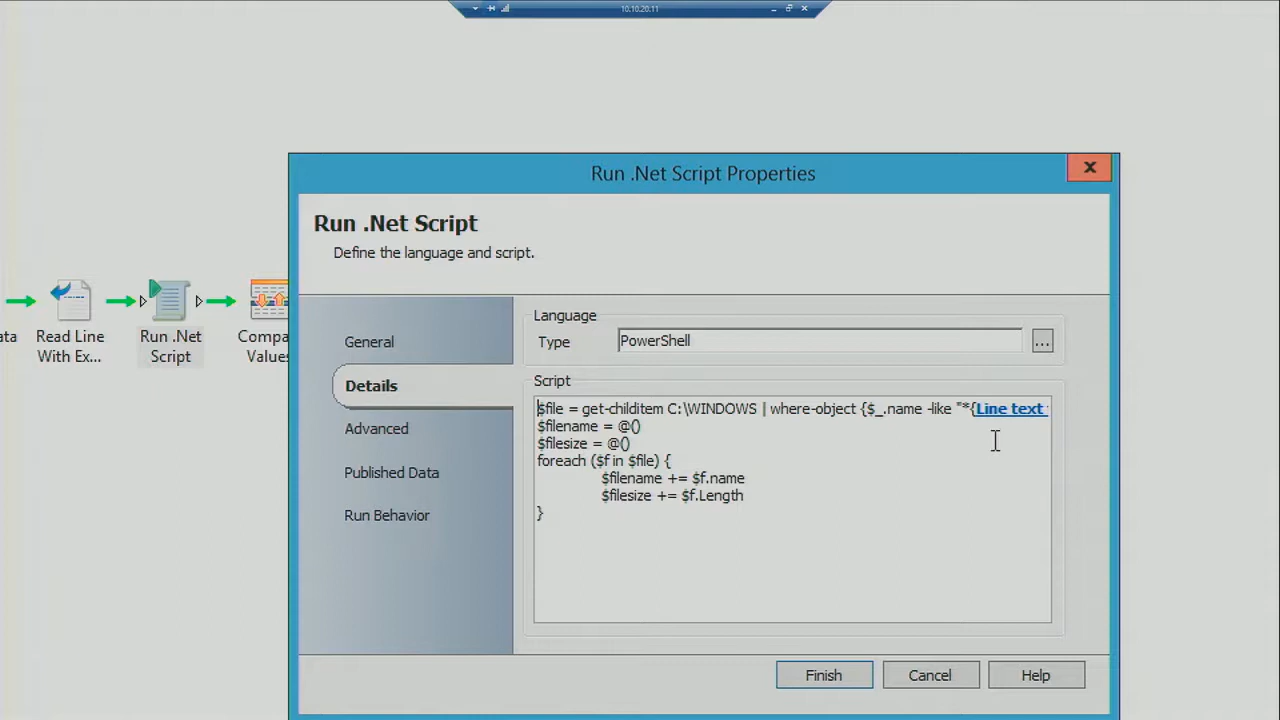 10.10.20.11
Run .Net Script Properties
Run .Net Script
Define the language and script.
General
Details
Advanced
Published Data
Run Behavior
Language
Type
PowerShell
...
Script
$file = get-childitem C:\WINDOWS | where-object {$_.name -like "*{Line text
$filename = @()
$filesize = @()
foreach ($f in $file) {
$filename += $f.name
$filesize += $f.Length
}
Finish
Cancel
Help
ata
Read Line
With Ex...
Run .Net
Script
Compa
Values